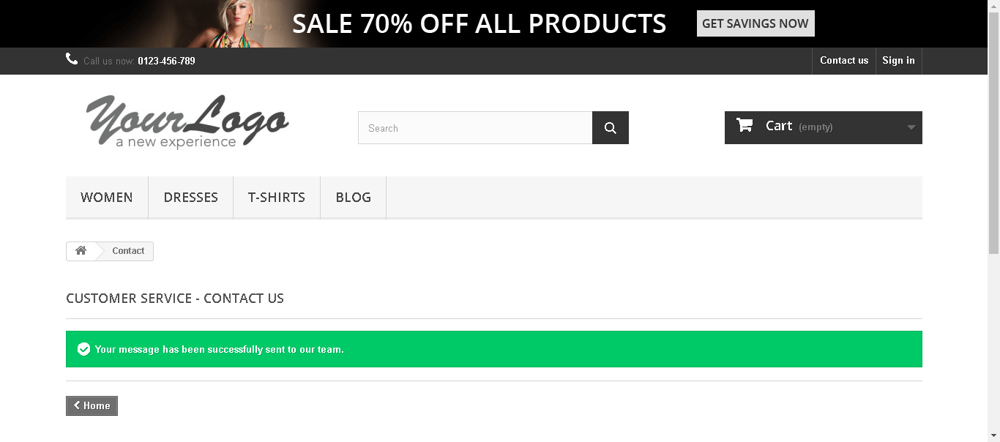 SALE 70% OFF ALL PRODUCTS GET SAVINGS NOW
Call us now: 0123-456-789 Contact us Sign in
YourLogo
a new experience
Search
Cart (empty)
WOMEN DRESSES T-SHIRTS BLOG
Contact
CUSTOMER SERVICE - CONTACT US
Your message has been successfully sent to our team.
Home